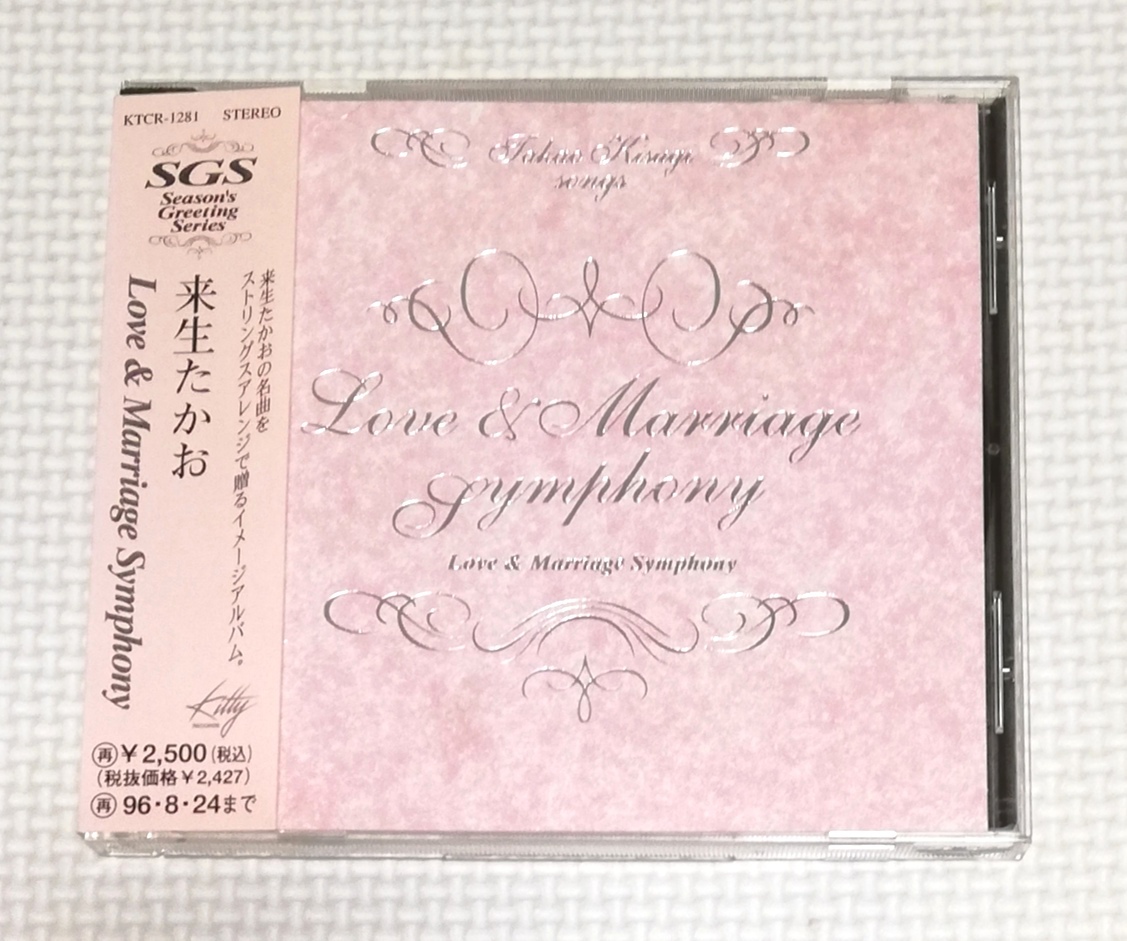 KTCR-1281 STEREO
SGS
Season's
Greeting
Series
来生たかおの名曲を
ストリングスアレンジで贈るイメージアルバム。
来生たかお
Love & Marriage Symphony
Kitty
RECORDS
再 ¥2,500(税込)
(税抜価格¥2,427)
再 96・8・24まで
Takao Kisugi
songs
Love & Marriage
Symphony
Love & Marriage Symphony